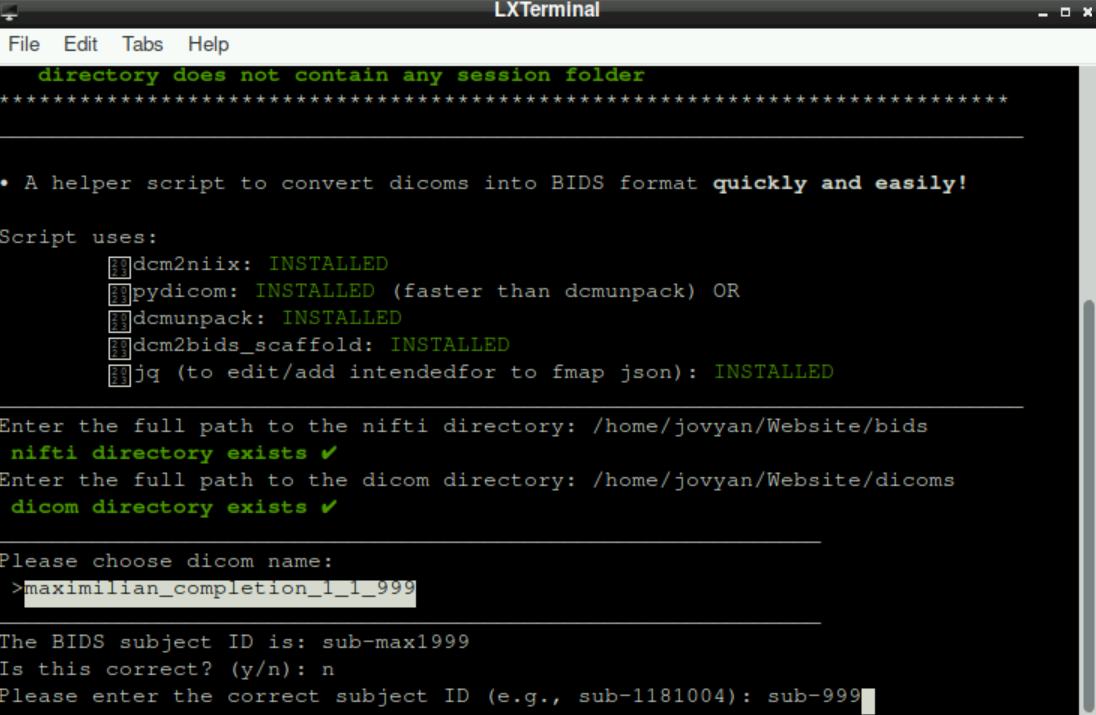 LXTerminal
File Edit Tabs Help
directory does not contain any session folder
***************************************************************************
• A helper script to convert dicoms into BIDS format quickly and easily!
Script uses:
dcm2niix: INSTALLED
pydicom: INSTALLED (faster than dcmunpack) OR
dcmunpack: INSTALLED
dcm2bids_scaffold: INSTALLED
jq (to edit/add intendedfor to fmap json): INSTALLED
Enter the full path to the nifti directory: /home/jovyan/Website/bids
nifti directory exists ✔
Enter the full path to the dicom directory: /home/jovyan/Website/dicoms
dicom directory exists ✔
Please choose dicom name:
>maximilian_completion_1_1_999
The BIDS subject ID is: sub-max1999
Is this correct? (y/n): n
Please enter the correct subject ID (e.g., sub-1181004): sub-999